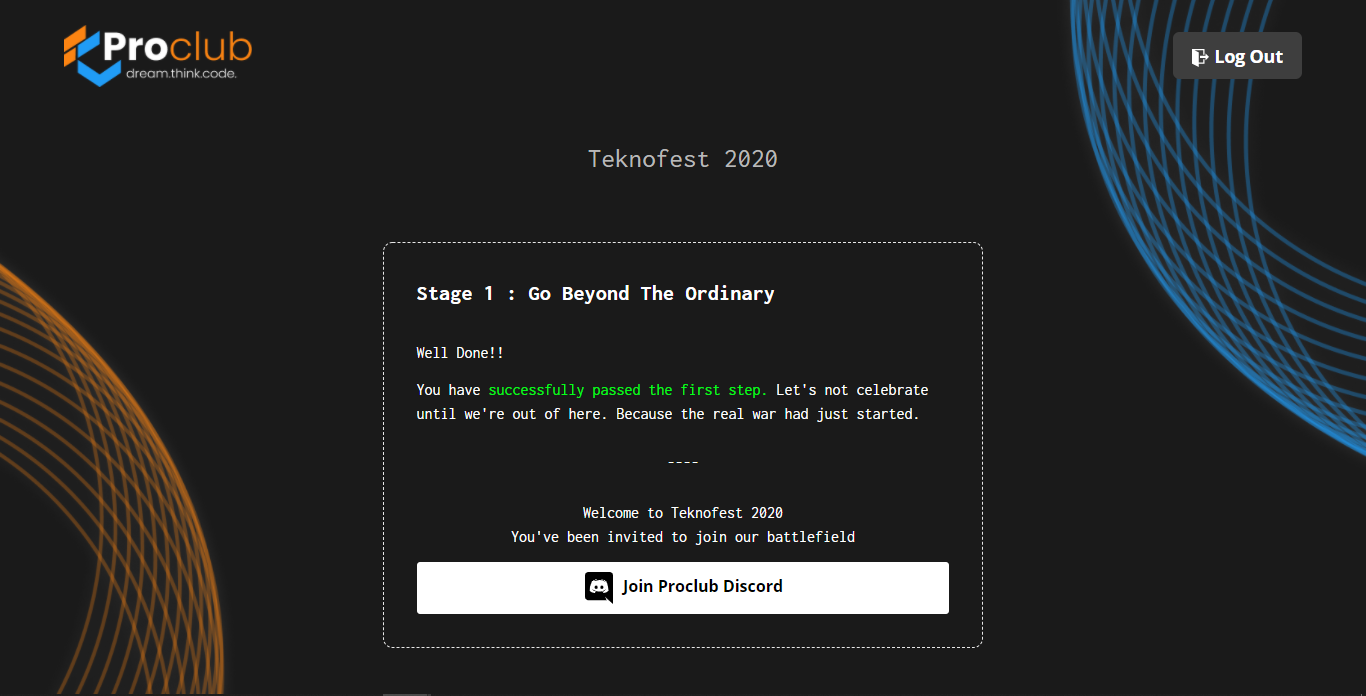 Proclub
dream.think.code.
Log Out
Teknofest 2020
Stage 1 : Go Beyond The Ordinary
Well Done!!
You have successfully passed the first step. Let's not celebrate
until we're out of here. Because the real war had just started.
----
Welcome to Teknofest 2020
You've been invited to join our battlefield
Join Proclub Discord